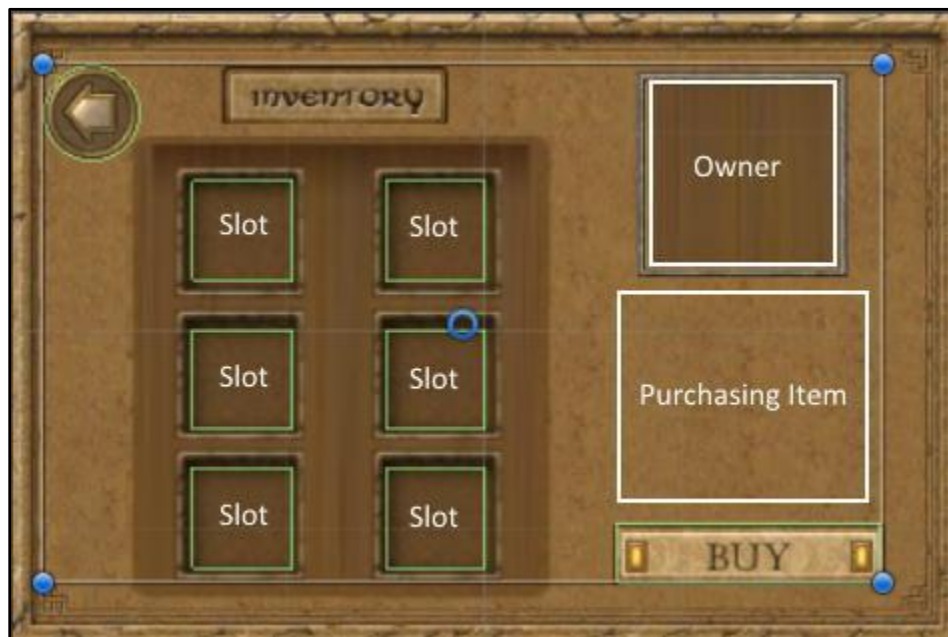 INVENTORY
Owner
Slot
Slot
Slot
Slot
Purchasing Item
Slot
Slot
BUY